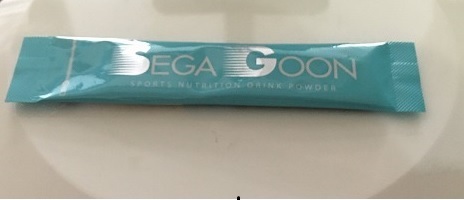 SEGA GOON
SPORTS NUTRITION DRINK POWDER